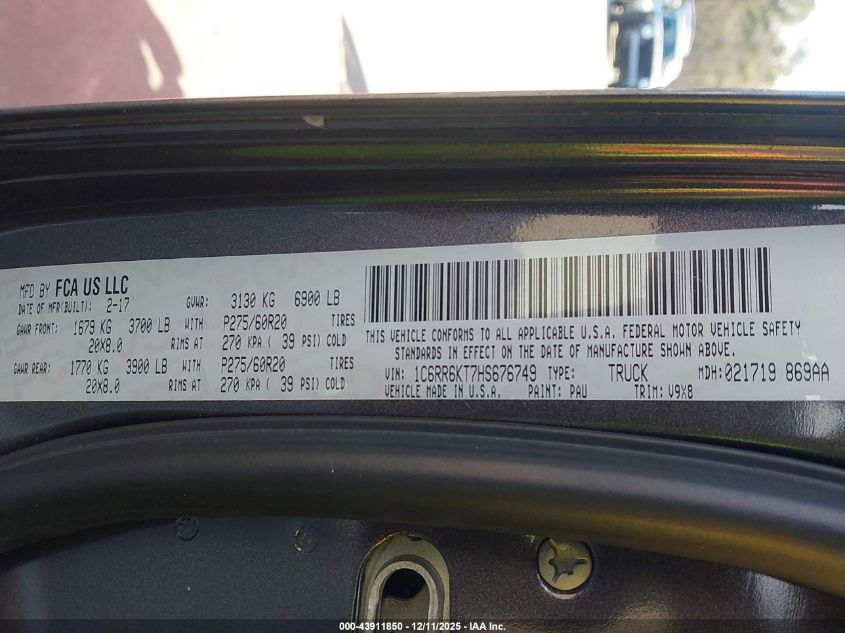 MFD BY FCA US LLC
DATE OF MFR(BUILT): 2-17 GVWR: 3130 KG 6900 LB
GAWR FRONT: 1679 KG 3700 LB WITH P275/60R20 TIRES
20X8.0 RIMS AT 270 KPA ( 39 PSI) COLD
GAWR REAR: 1770 KG 3900 LB WITH P275/60R20 TIRES
20X8.0 RIMS AT 270 KPA ( 39 PSI) COLD
THIS VEHICLE CONFORMS TO ALL APPLICABLE U.S.A. FEDERAL MOTOR VEHICLE SAFETY
STANDARDS IN EFFECT ON THE DATE OF MANUFACTURE SHOWN ABOVE.
VIN: 1C6RR6KT7HS676749 TYPE: TRUCK MDH:021719 869AA
VEHICLE MADE IN U.S.A. PAINT: PAU TRIM: V9X8
000-43911850 - 12/11/2025 - IAA Inc.